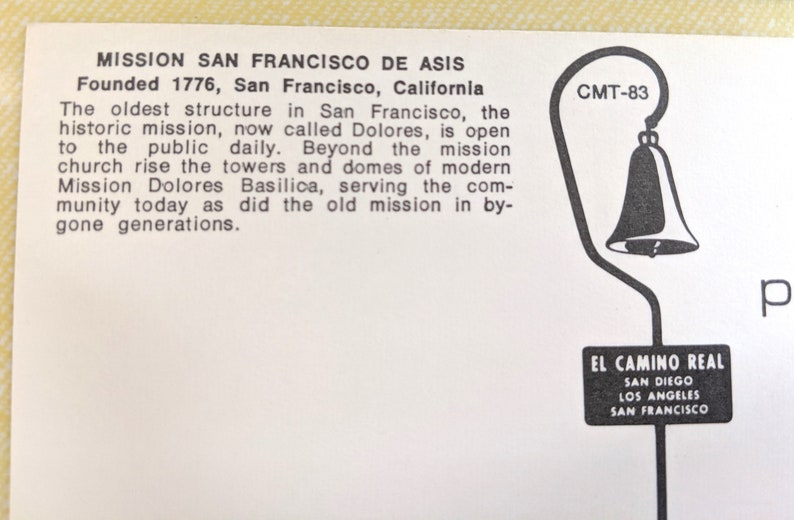 MISSION SAN FRANCISCO DE ASIS
Founded 1776, San Francisco, California
The oldest structure in San Francisco, the
historic mission, now called Dolores, is open
to the public daily. Beyond the mission
church rise the towers and domes of modern
Mission Dolores Basilica, serving the com-
munity today as did the old mission in by-
gone generations.
CMT-83
P
EL CAMINO REAL
SAN DIEGO
LOS ANGELES
SAN FRANCISCO